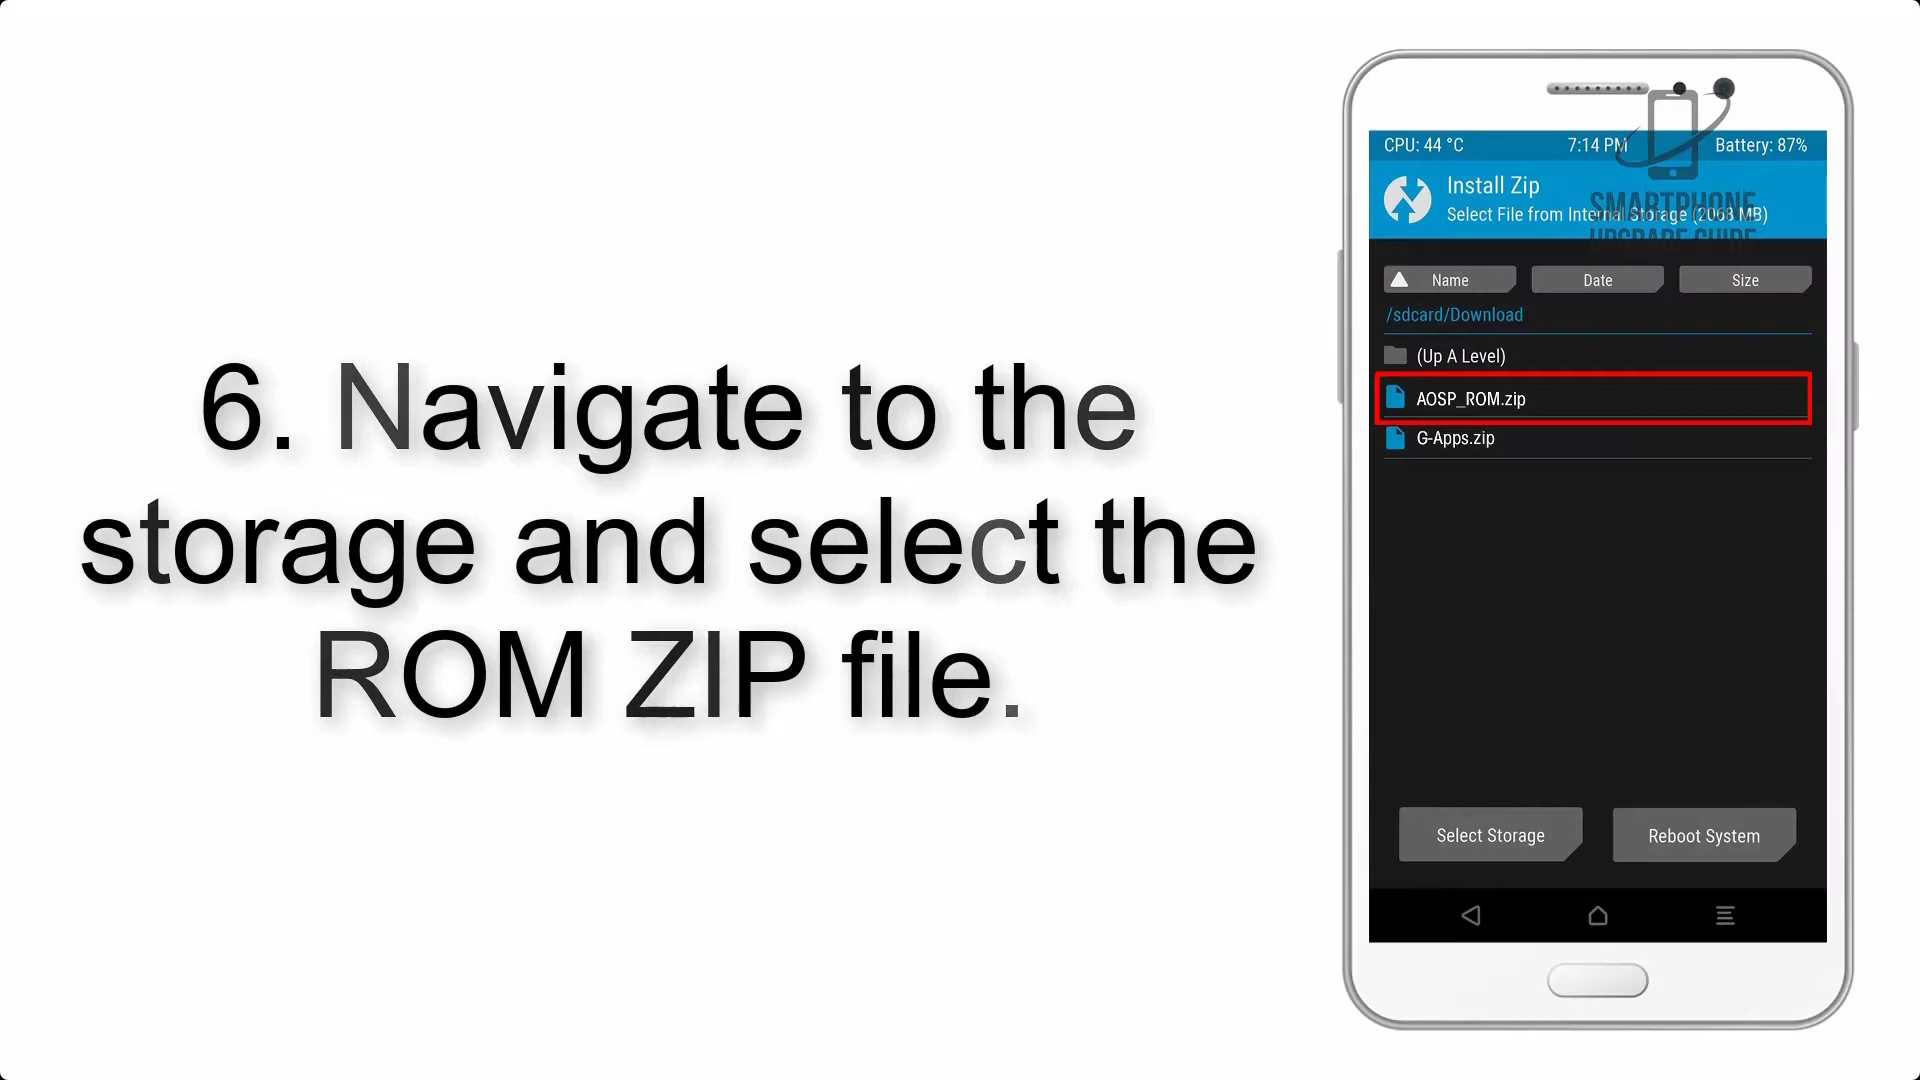 6. Navigate to the
storage and select the
ROM ZIP file.
CPU: 44 °C 7:14 PM Battery: 87%
Install Zip
Select File from Internal Storage (2068 MB)
SMARTPHONE
UPGRADE GUIDE
Name Date Size
/sdcard/Download
(Up A Level)
AOSP_ROM.zip
G-Apps.zip
Select Storage Reboot System